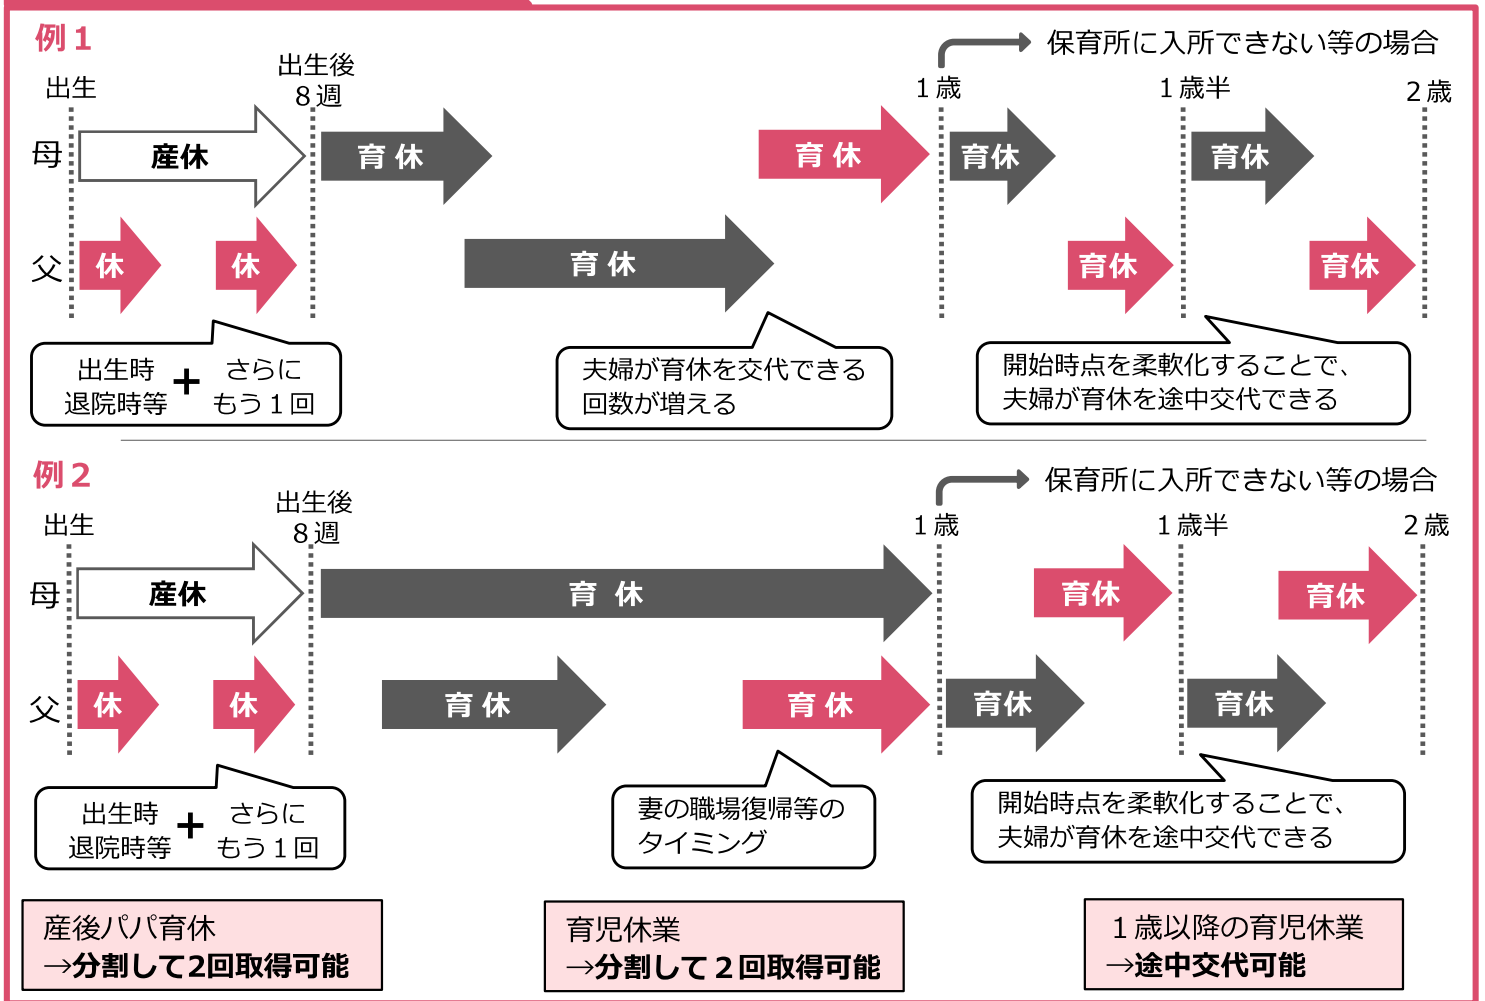 例１
保育所に入所できない等の場合
出生
出生後
８週
１歳
１歳半
２歳
母
産休
育 休
育 休
育休
育休
父
休
休
育 休
育休
育休
出生時
退院時等
＋
さらに
もう１回
夫婦が育休を交代できる
回数が増える
開始時点を柔軟化することで、
夫婦が育休を途中交代できる
例２
保育所に入所できない等の場合
出生
出生後
８週
１歳
１歳半
２歳
母
産休
育 休
育休
育休
父
休
休
育 休
育 休
育休
育休
出生時
退院時等
＋
さらに
もう１回
妻の職場復帰等の
タイミング
開始時点を柔軟化することで、
夫婦が育休を途中交代できる
産後パパ育休
→分割して2回取得可能
育児休業
→分割して２回取得可能
１歳以降の育児休業
→途中交代可能